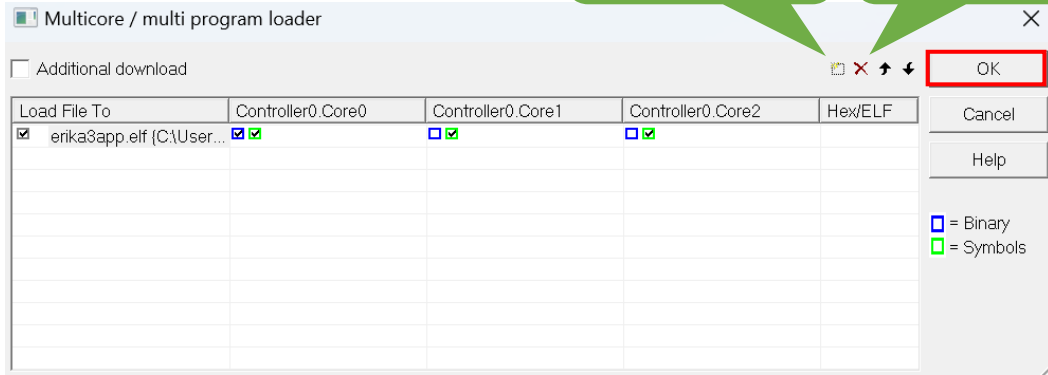 Multicore / multi program loader
Additional download
OK
Load File To Controller0.Core0 Controller0.Core1 Controller0.Core2 Hex/ELF
Cancel
erika3app.elf {C:\User...
Help
= Binary
= Symbols